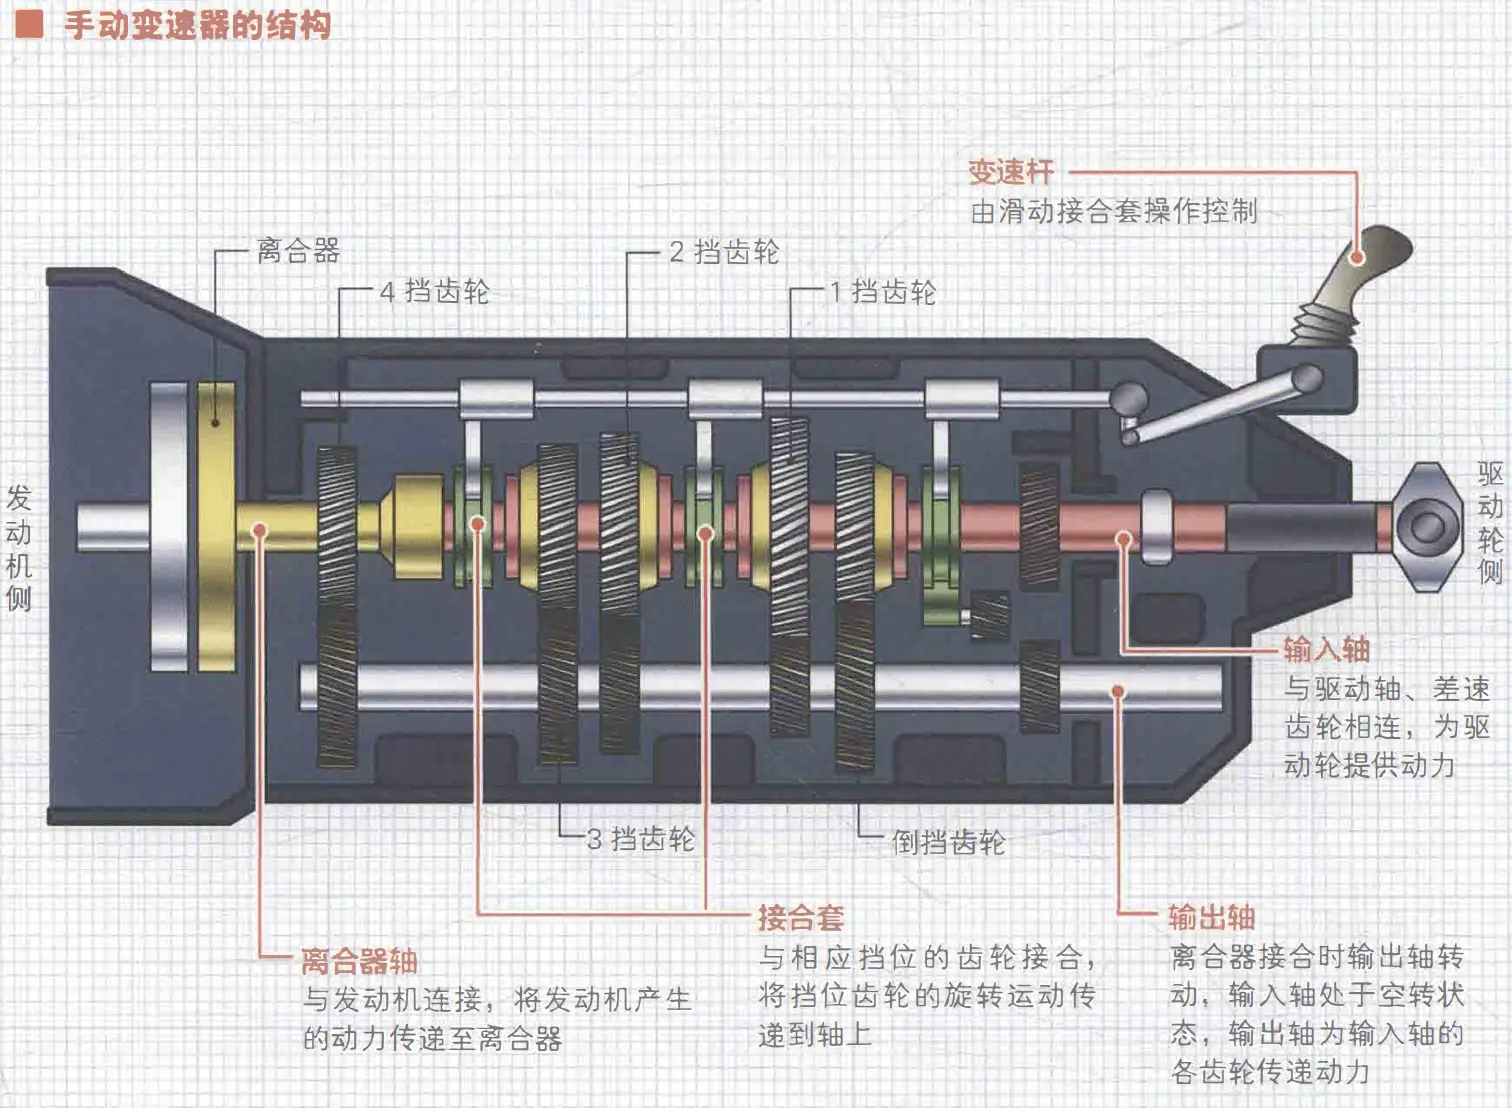 手动变速器的结构
变速杆
由滑动接合套操作控制
离合器
2 挡齿轮
4 挡齿轮
1 挡齿轮
发动机侧
驱动轮侧
输入轴
与驱动轴、差速
齿轮相连，为驱
动轮提供动力
3 挡齿轮
倒挡齿轮
离合器轴
与发动机连接，将发动机产生
的动力传递至离合器
接合套
与相应挡位的齿轮接合，
将挡位齿轮的旋转运动传
递到轴上
输出轴
离合器接合时输出轴转
动，输入轴处于空转状
态，输出轴为输入轴的
各齿轮传递动力